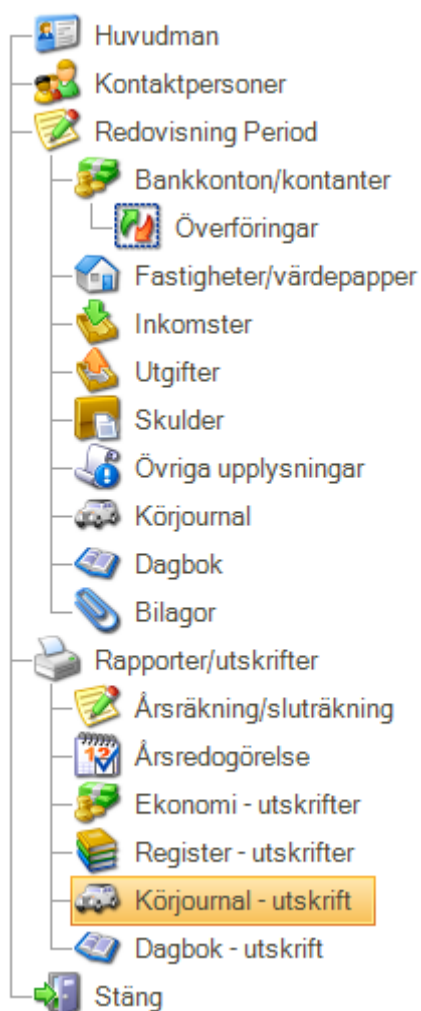 Huvudman
Kontaktpersoner
Redovisning Period
Bankkonton/kontanter
Överföringar
Fastigheter/värdepapper
Inkomster
Utgifter
Skulder
Övriga upplysningar
Körjournal
Dagbok
Bilagor
Rapporter/utskrifter
Årsräkning/sluträkning
Årsredogörelse
Ekonomi - utskrifter
Register - utskrifter
Körjournal - utskrift
Dagbok - utskrift
Stäng